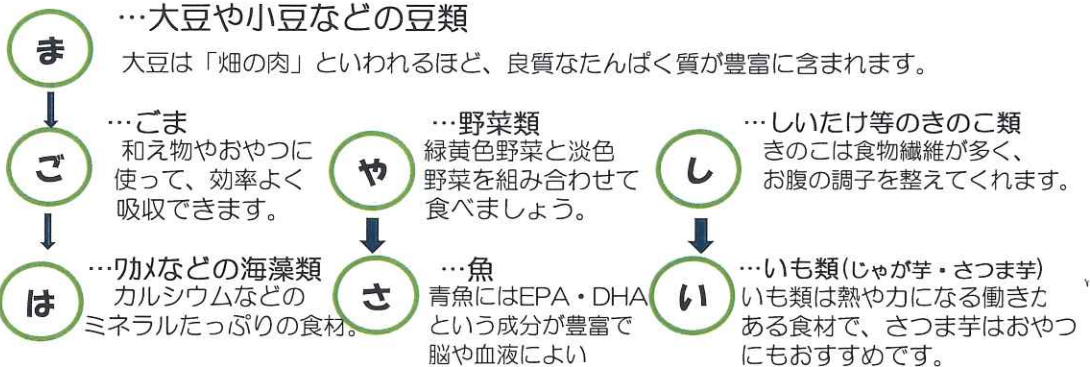 ま
…大豆や小豆などの豆類
大豆は「畑の肉」といわれるほど、良質なたんぱく質が豊富に含まれます。
ご
…ごま
和え物やおやつに
使って、効率よく
吸収できます。
は
…ワカメなどの海藻類
カルシウムなどの
ミネラルたっぷりの食材。
や
…野菜類
緑黄色野菜と淡色
野菜を組み合わせて
食べましょう。
さ
…魚
青魚にはEPA・DHA
という成分が豊富で
脳や血液によい
し
…しいたけ等のきのこ類
きのこは食物繊維が多く、
お腹の調子を整えてくれます。
い
…いも類(じゃが芋・さつま芋)
いも類は熱や力になる働きが
ある食材で、さつま芋はおやつ
にもおすすめです。